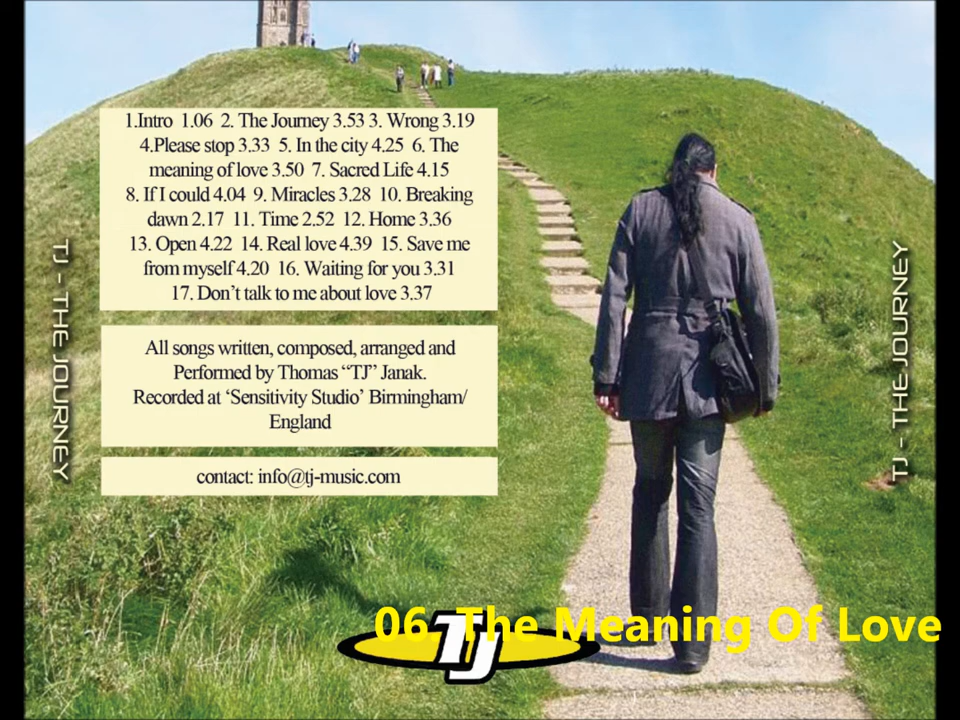 1.Intro 1.06 2. The Journey 3.53 3. Wrong 3.19
4.Please stop 3.33 5. In the city 4.25 6. The
meaning of love 3.50 7. Sacred Life 4.15
8. If I could 4.04 9. Miracles 3.28 10. Breaking
dawn 2.17 11. Time 2.52 12. Home 3.36
13. Open 4.22 14. Real love 4.39 15. Save me
from myself 4.20 16. Waiting for you 3.31
17. Don't talk to me about love 3.37
All songs written, composed, arranged and
Performed by Thomas “TJ” Janak.
Recorded at ‘Sensitivity Studio’ Birmingham/
England
contact: info@tj-music.com
TJ - THE JOURNEY
TJ - THE JOURNEY
06. The Meaning Of Love
TJ